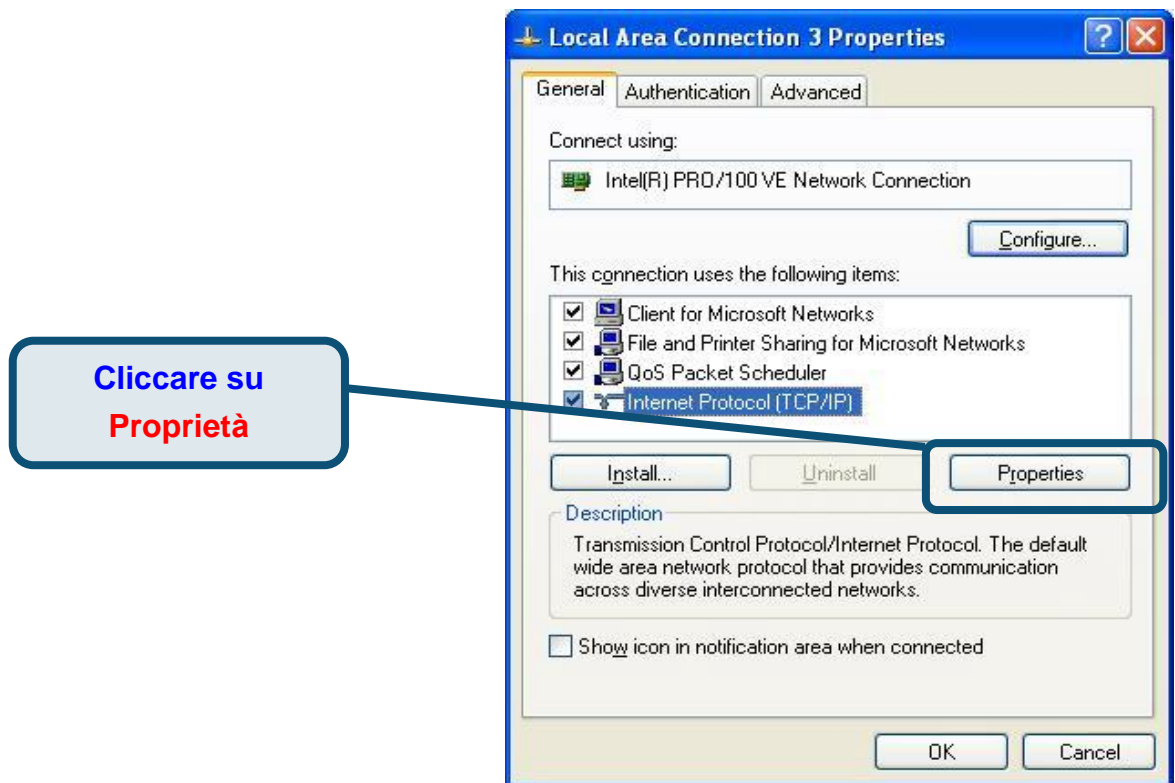 Local Area Connection 3 Properties
General Authentication Advanced
Connect using:
Intel(R) PRO/100 VE Network Connection
Configure...
This connection uses the following items:
Client for Microsoft Networks
File and Printer Sharing for Microsoft Networks
QoS Packet Scheduler
Internet Protocol (TCP/IP)
Cliccare su
Proprietà
Install... Uninstall Properties
Description
Transmission Control Protocol/Internet Protocol. The default
wide area network protocol that provides communication
across diverse interconnected networks.
Show icon in notification area when connected
OK Cancel